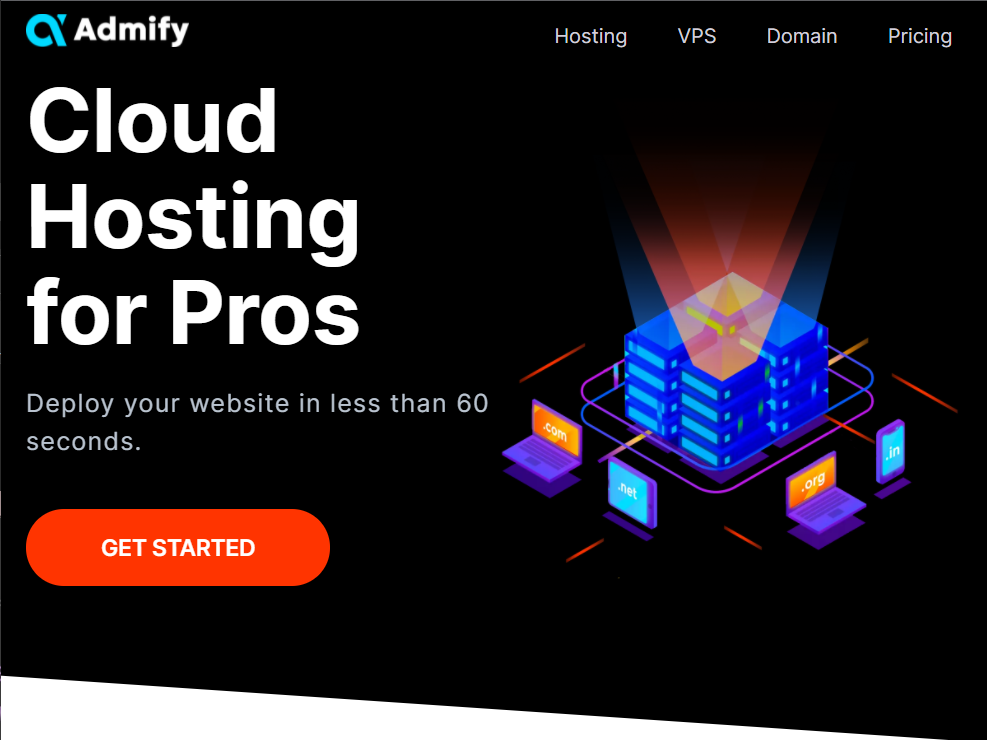 Admify
Hosting
VPS
Domain
Pricing
Cloud
Hosting
for Pros
Deploy your website in less than 60
seconds.
.com
.net
.org
.in
GET STARTED